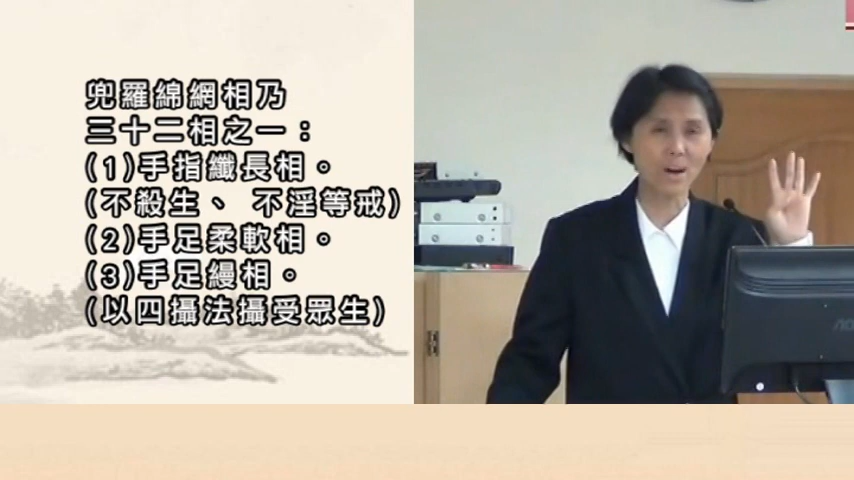 兜羅綿網相乃
三十二相之一：
(1)手指纖長相。
(不殺生、 不淫等戒)
(2)手足柔軟相。
(3)手足縵相。
(以四攝法攝受眾生)
AOC